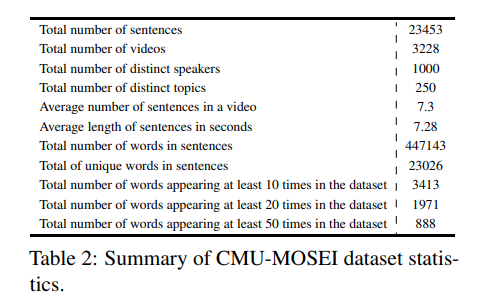 Total number of sentences 23453
Total number of videos 3228
Total number of distinct speakers 1000
Total number of distinct topics 250
Average number of sentences in a video 7.3
Average length of sentences in seconds 7.28
Total number of words in sentences 447143
Total of unique words in sentences 23026
Total number of words appearing at least 10 times in the dataset 3413
Total number of words appearing at least 20 times in the dataset 1971
Total number of words appearing at least 50 times in the dataset 888
Table 2: Summary of CMU-MOSEI dataset statis-
tics.